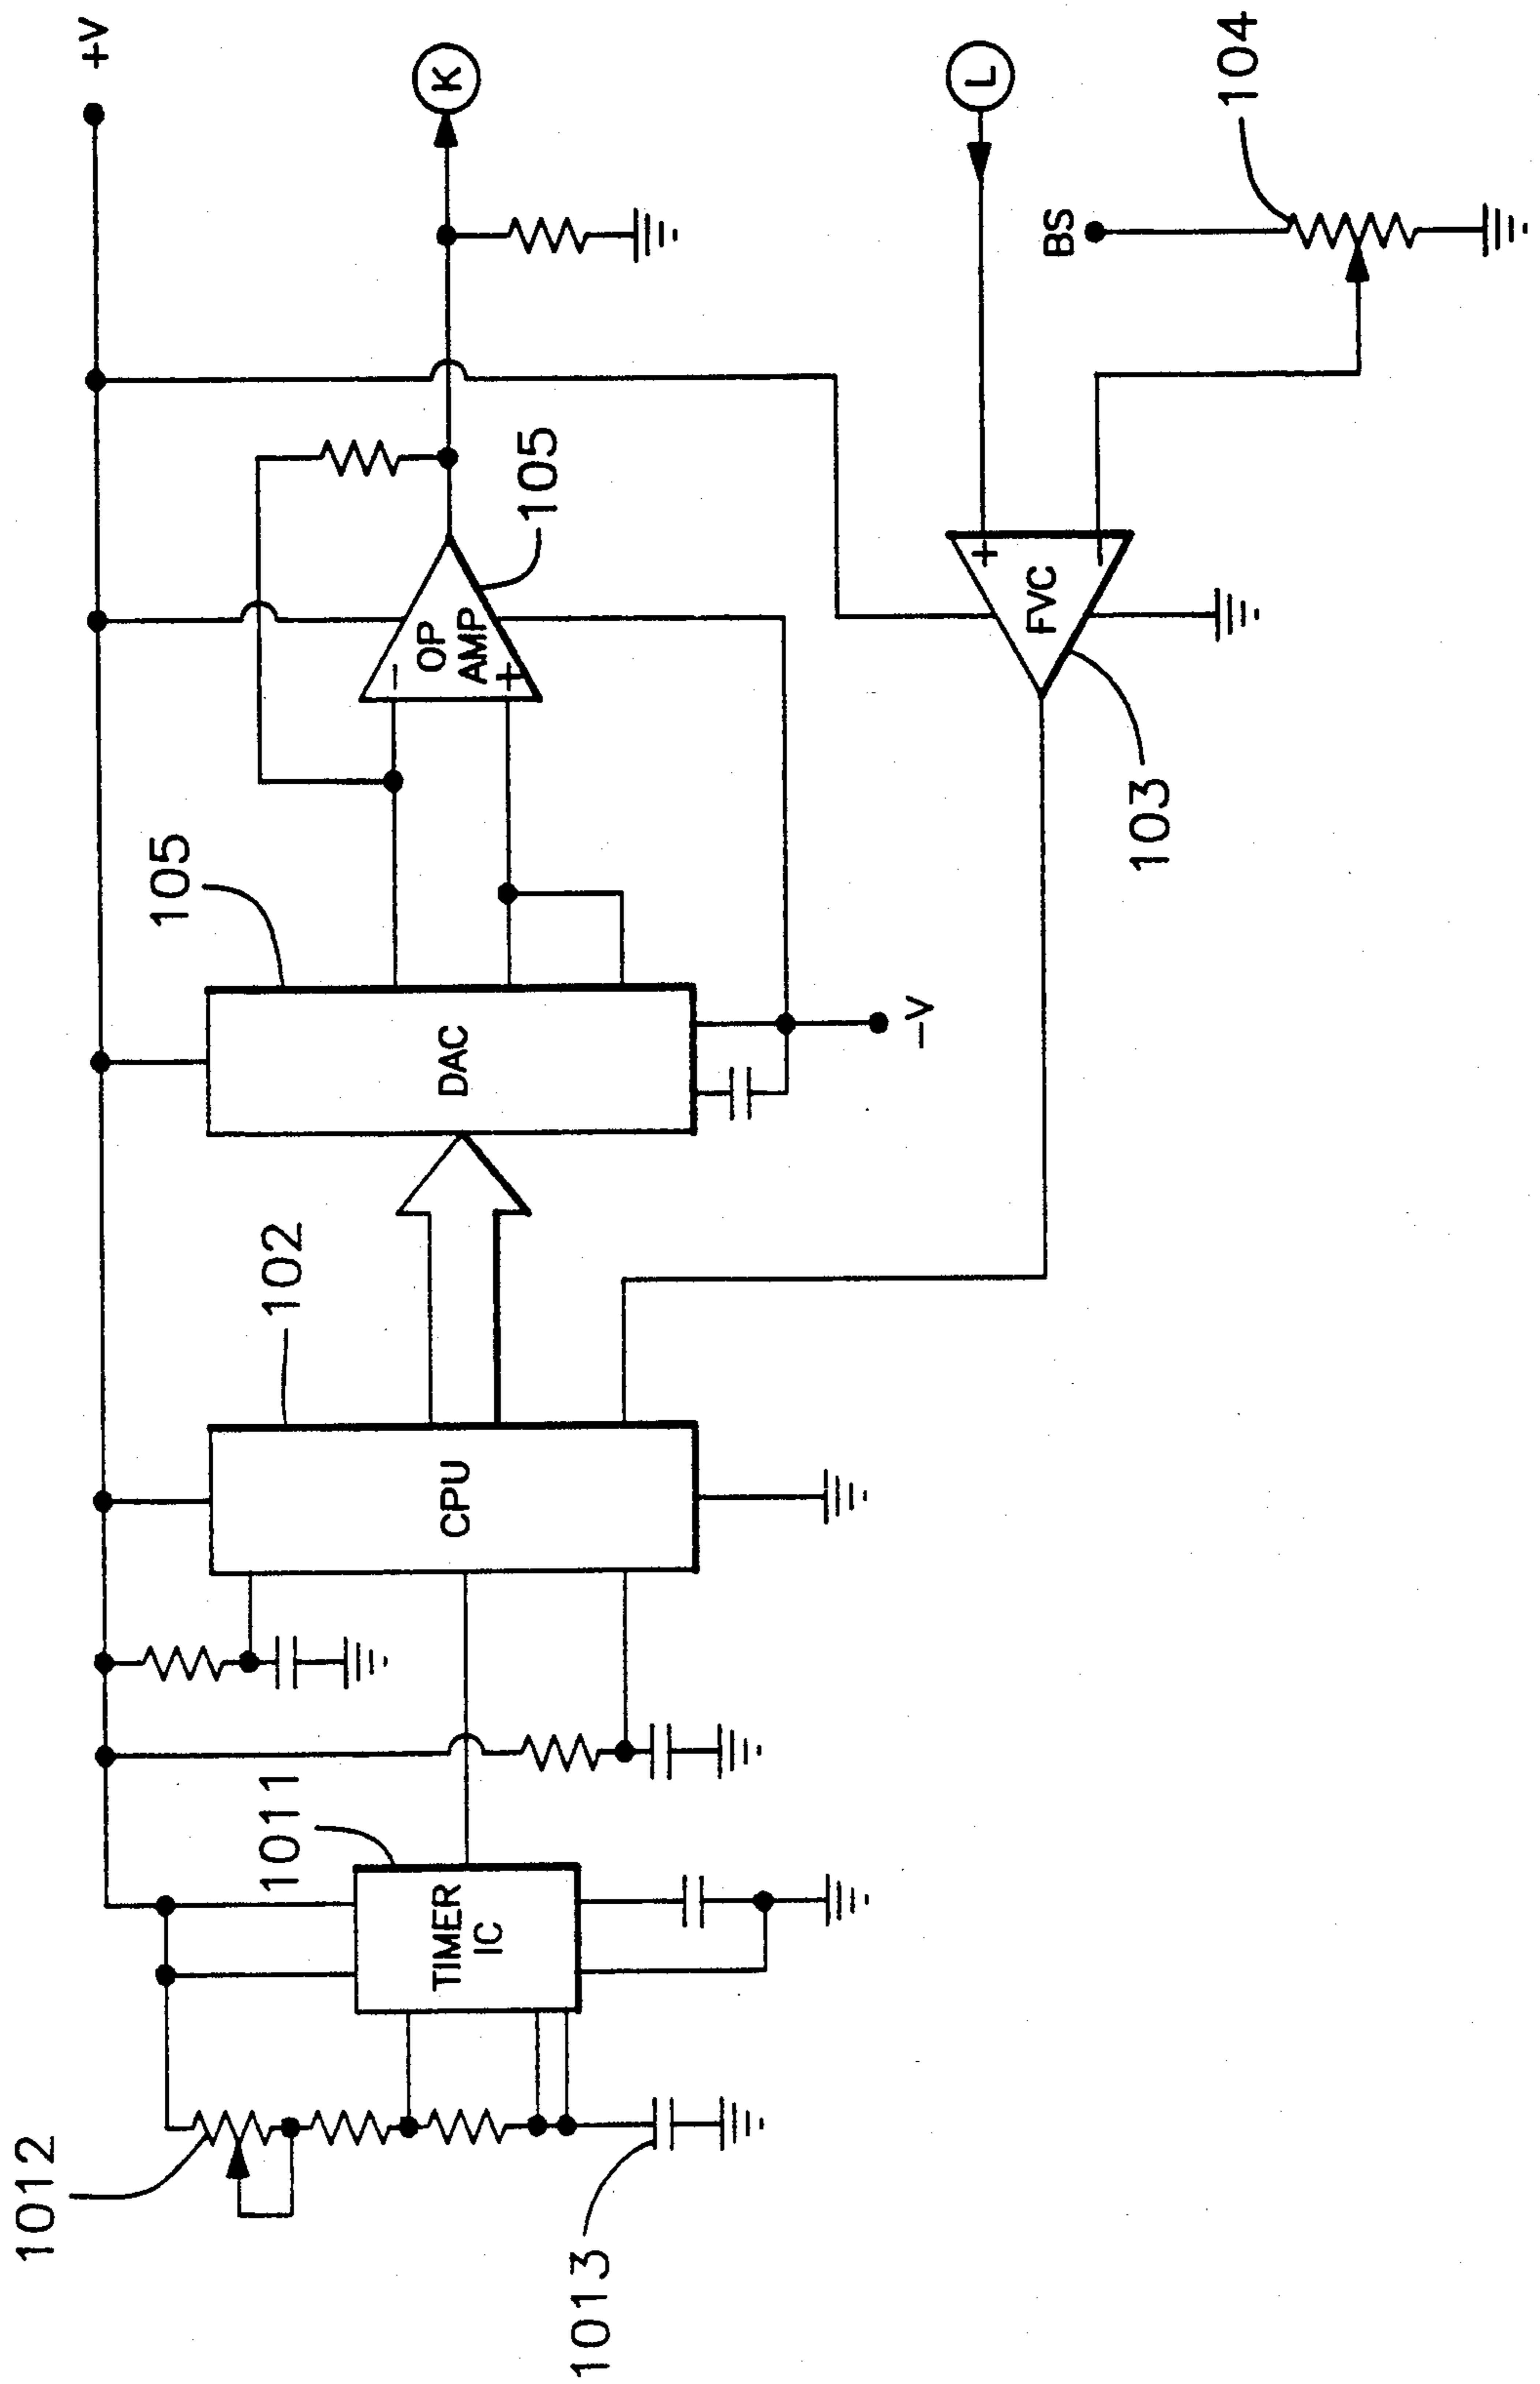 +V
K
L
104
BS
105
OP
AMP
−
+
+
−
FVC
103
105
DAC
−V
102
CPU
1011
TIMER
IC
1012
1013